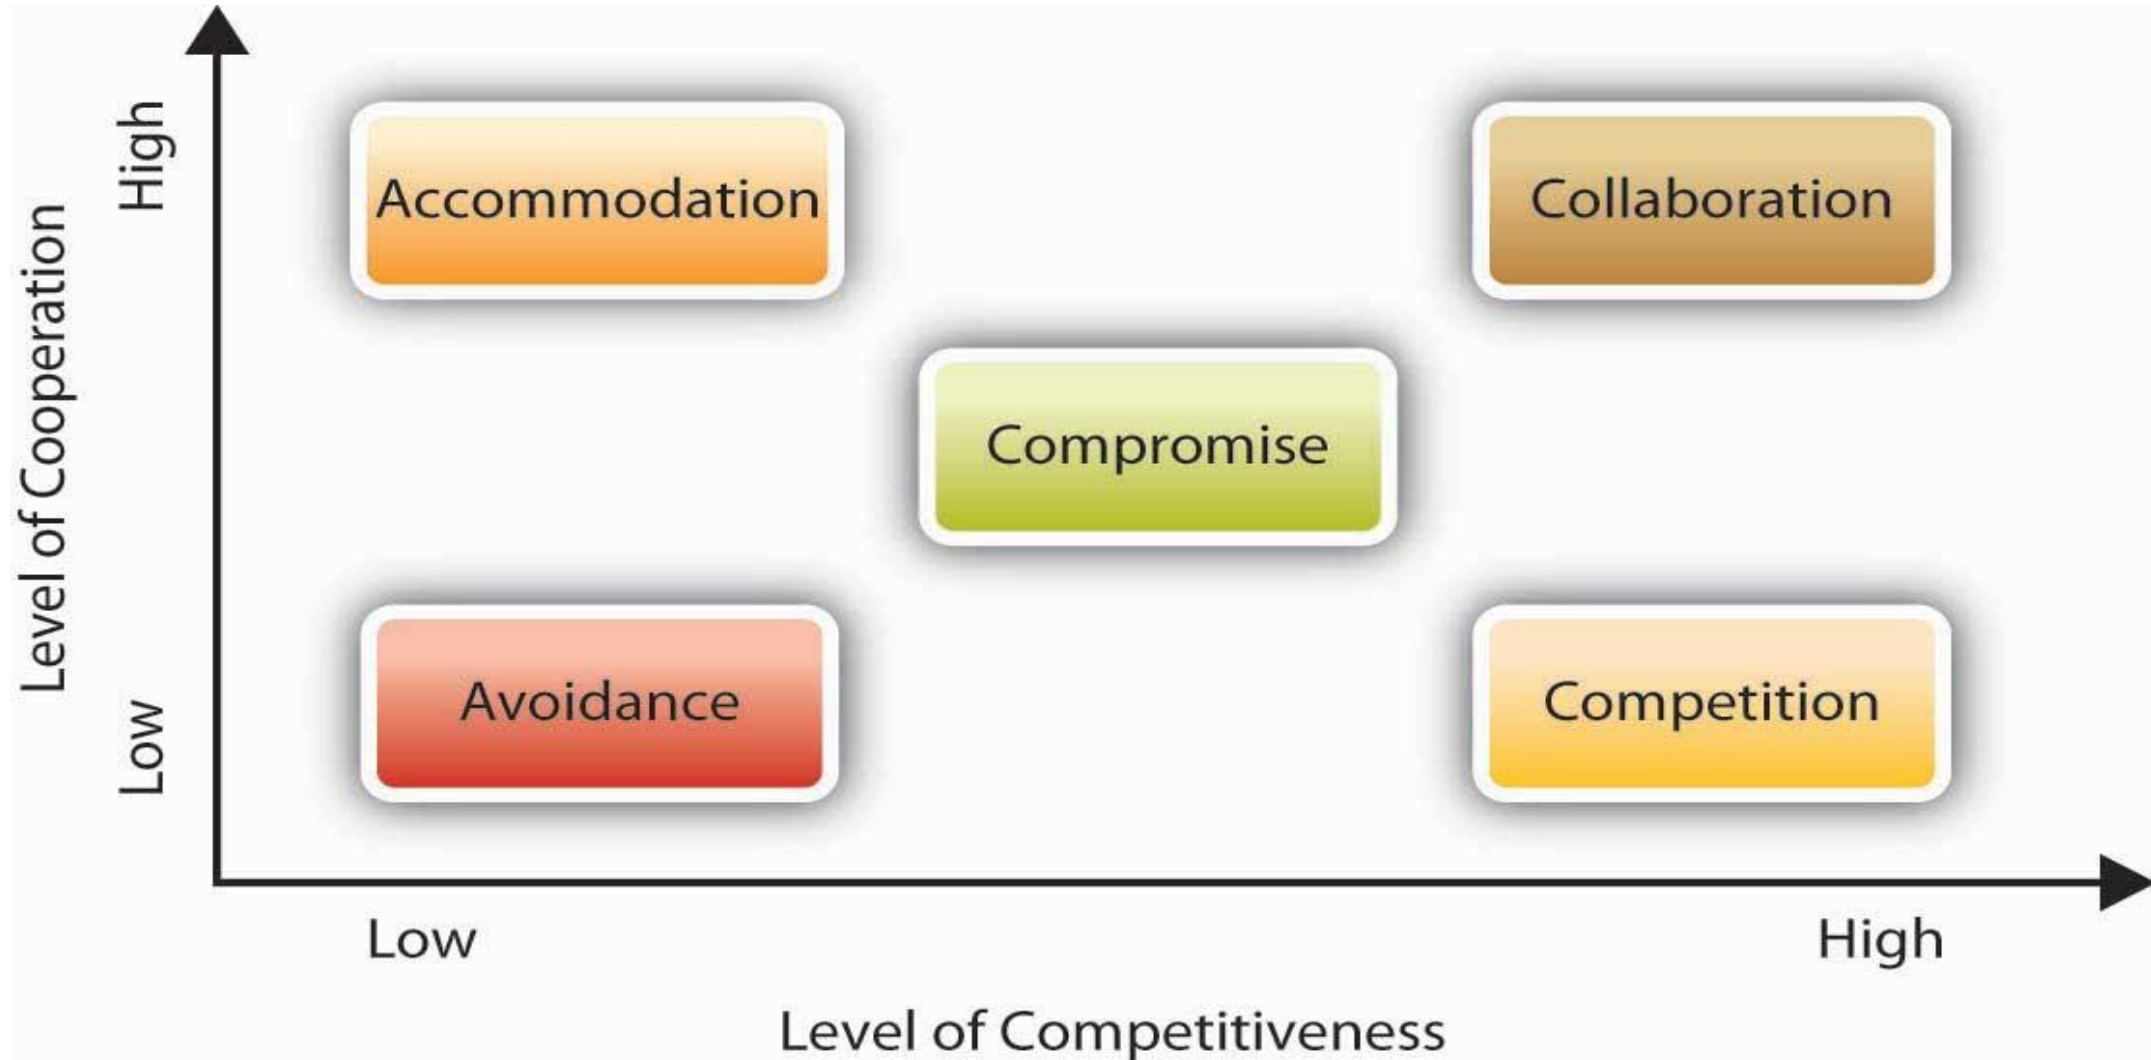 High
Level of Cooperation
Low
Accommodation
Collaboration
Compromise
Avoidance
Competition
Low
High
Level of Competitiveness